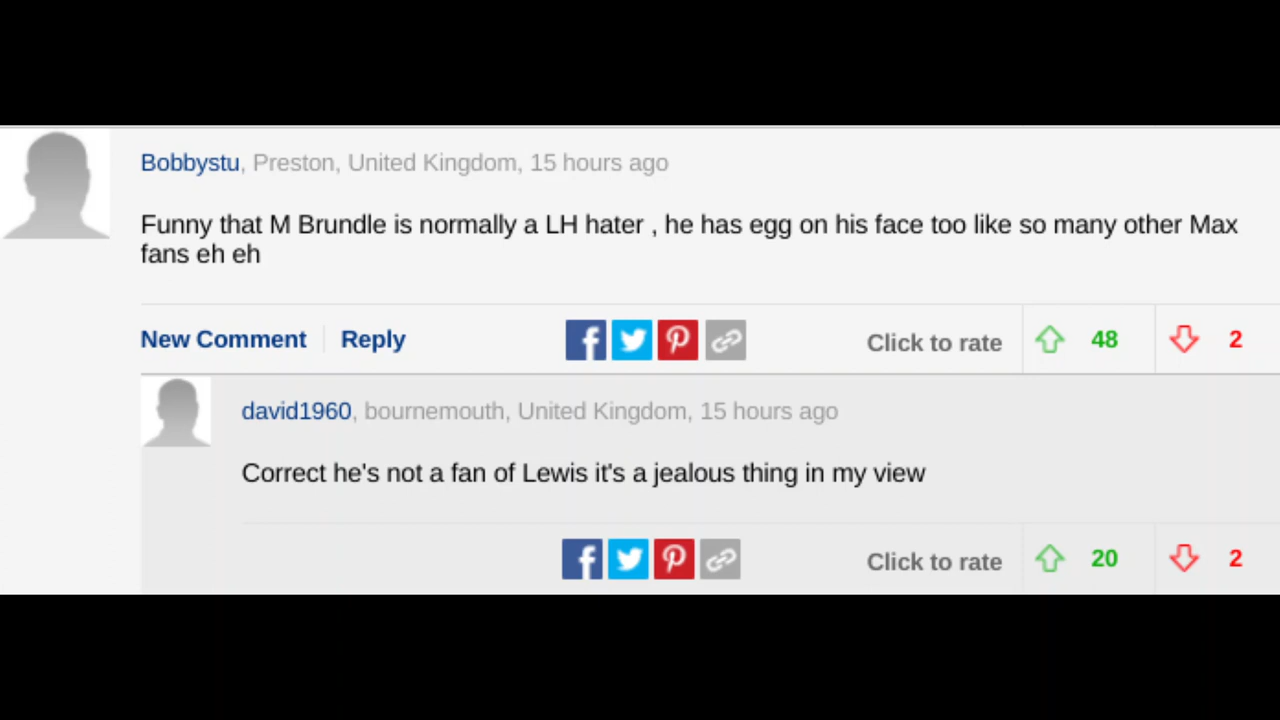 Bobbystu, Preston, United Kingdom, 15 hours ago
Funny that M Brundle is normally a LH hater , he has egg on his face too like so many other Max
fans eh eh
New Comment Reply Click to rate 48 2
david1960, bournemouth, United Kingdom, 15 hours ago
Correct he's not a fan of Lewis it's a jealous thing in my view
Click to rate 20 2